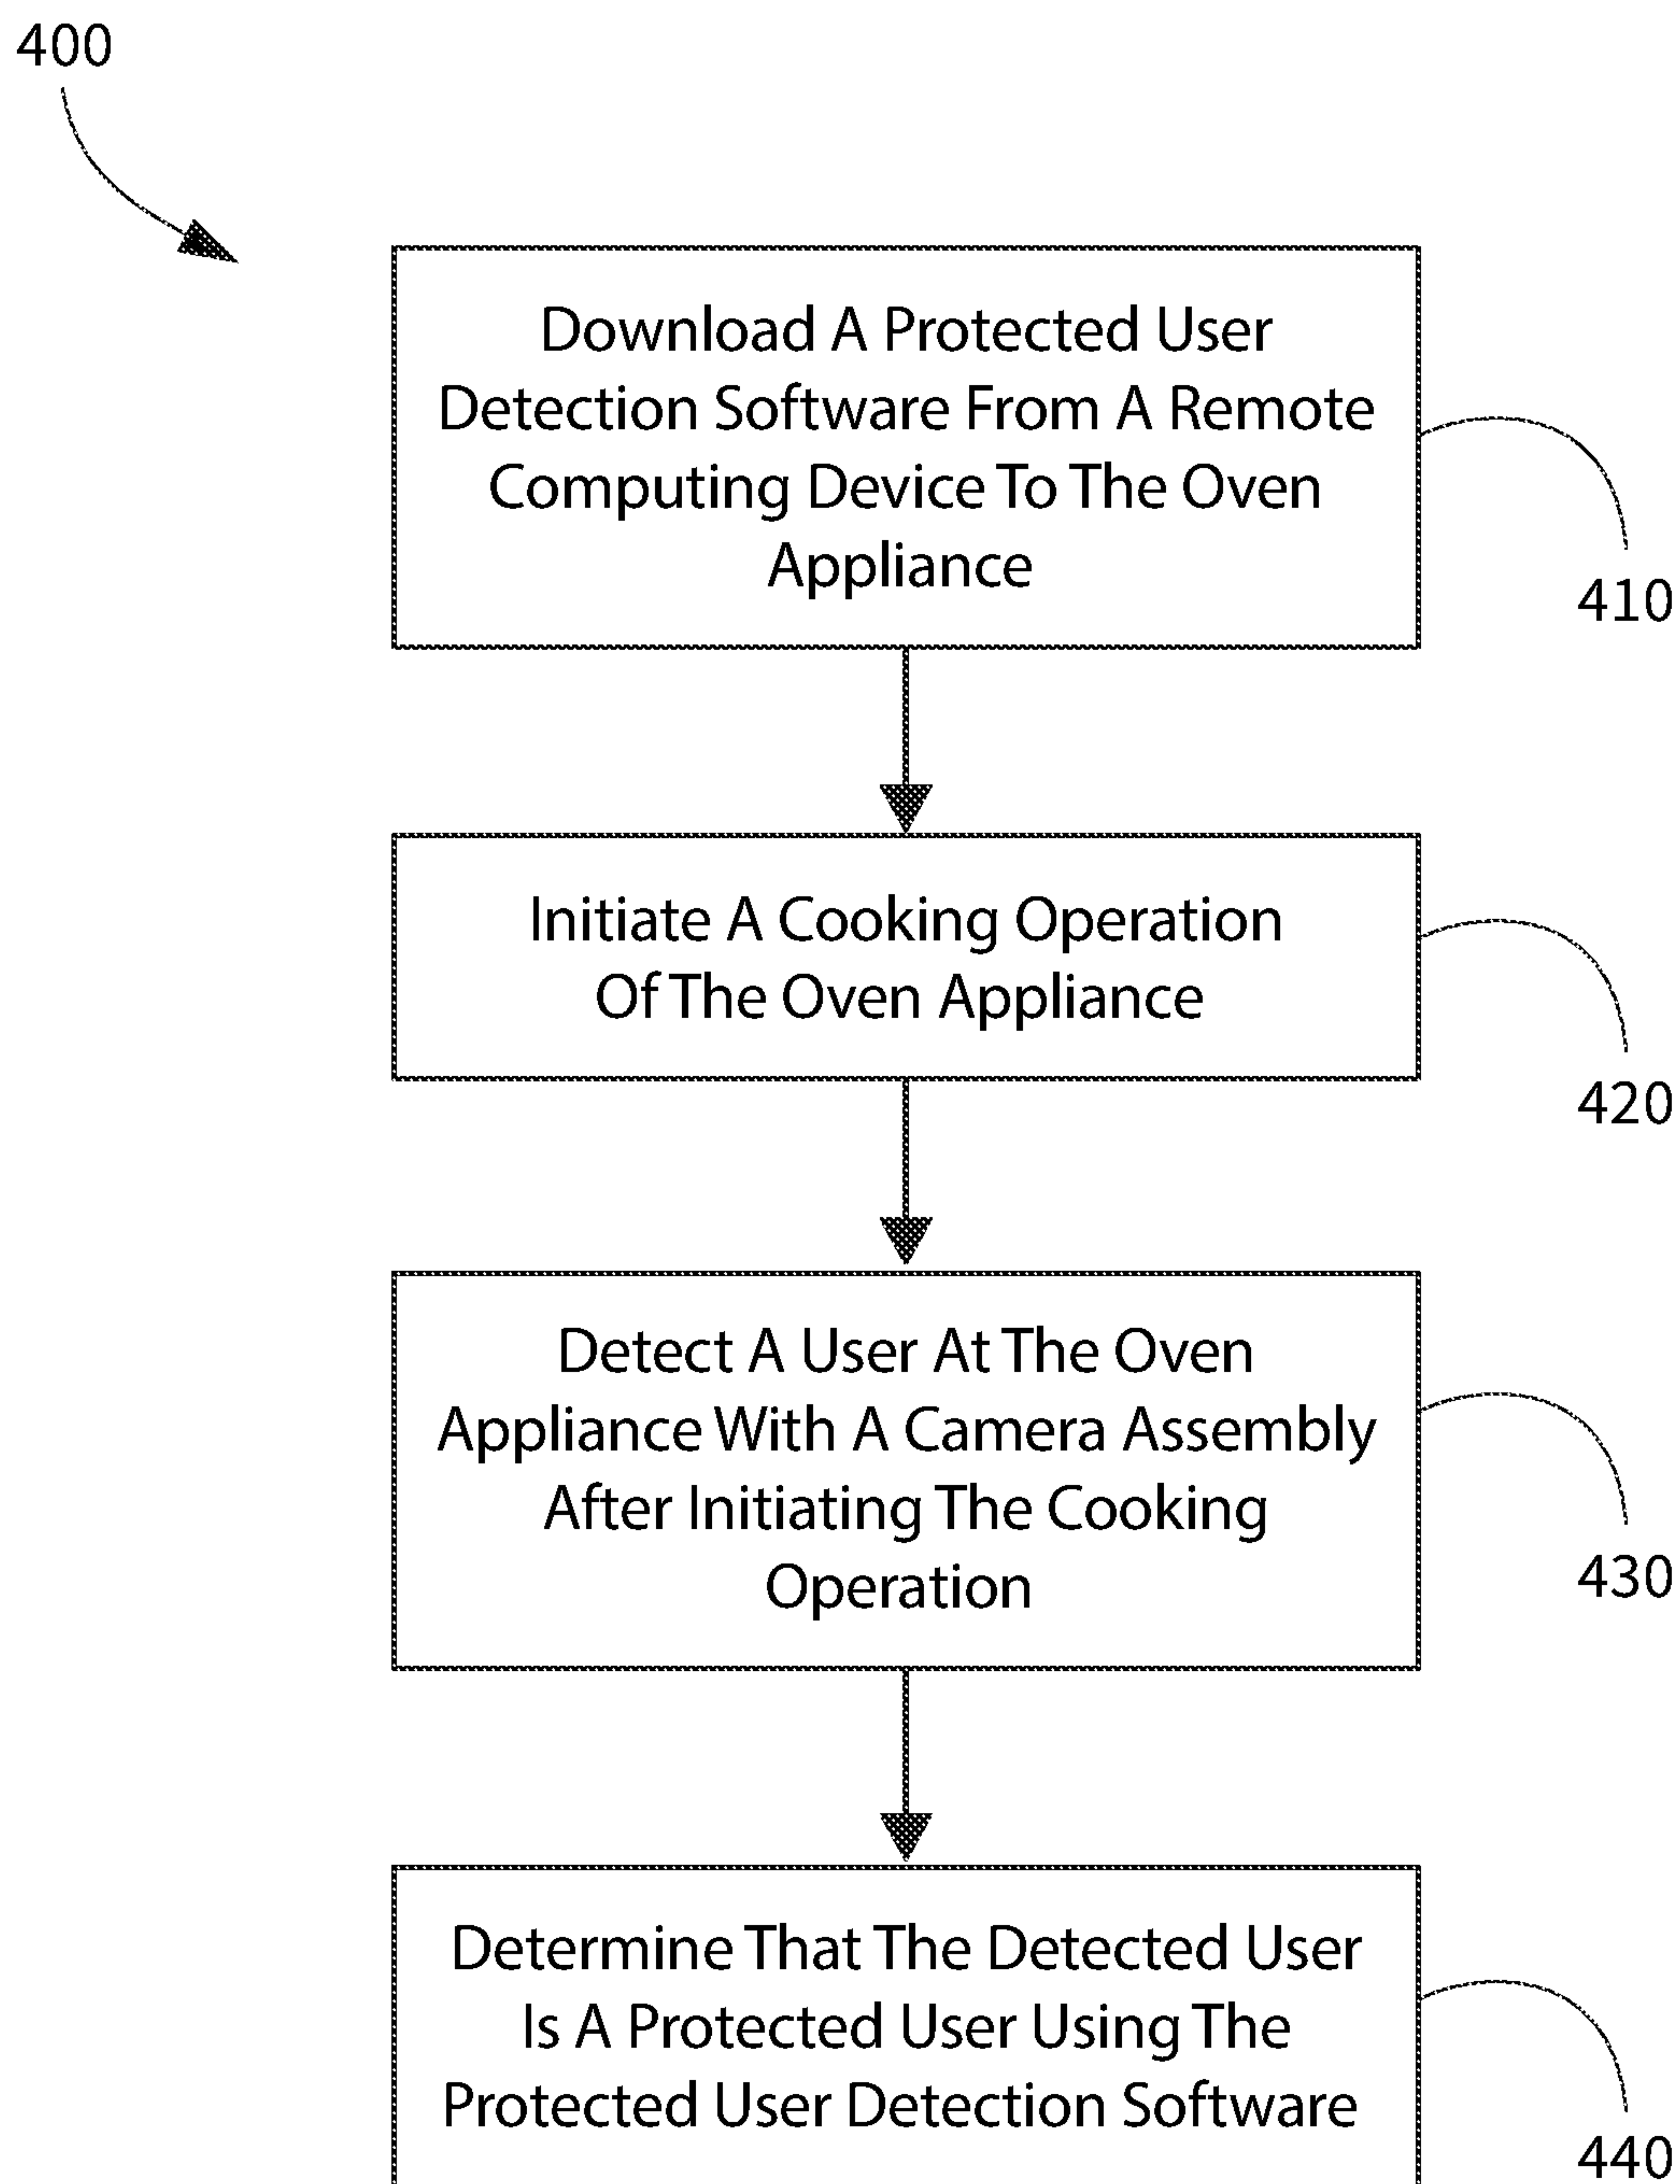 400
Download A Protected User
Detection Software From A Remote
Computing Device To The Oven
Appliance
410
Initiate A Cooking Operation
Of The Oven Appliance
420
Detect A User At The Oven
Appliance With A Camera Assembly
After Initiating The Cooking
Operation
430
Determine That The Detected User
Is A Protected User Using The
Protected User Detection Software
440